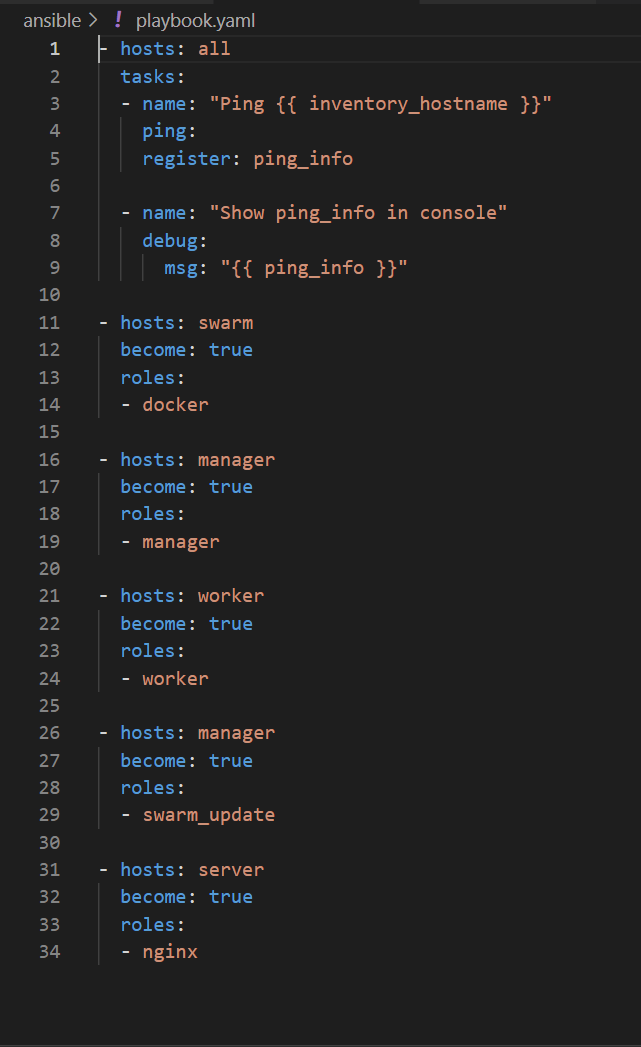 ansible > ! playbook.yaml
1 - hosts: all
2   tasks:
3   - name: "Ping {{ inventory_hostname }}"
4     ping:
5     register: ping_info
6
7   - name: "Show ping_info in console"
8     debug:
9       msg: "{{ ping_info }}"
10
11 - hosts: swarm
12   become: true
13   roles:
14   - docker
15
16 - hosts: manager
17   become: true
18   roles:
19   - manager
20
21 - hosts: worker
22   become: true
23   roles:
24   - worker
25
26 - hosts: manager
27   become: true
28   roles:
29   - swarm_update
30
31 - hosts: server
32   become: true
33   roles:
34   - nginx